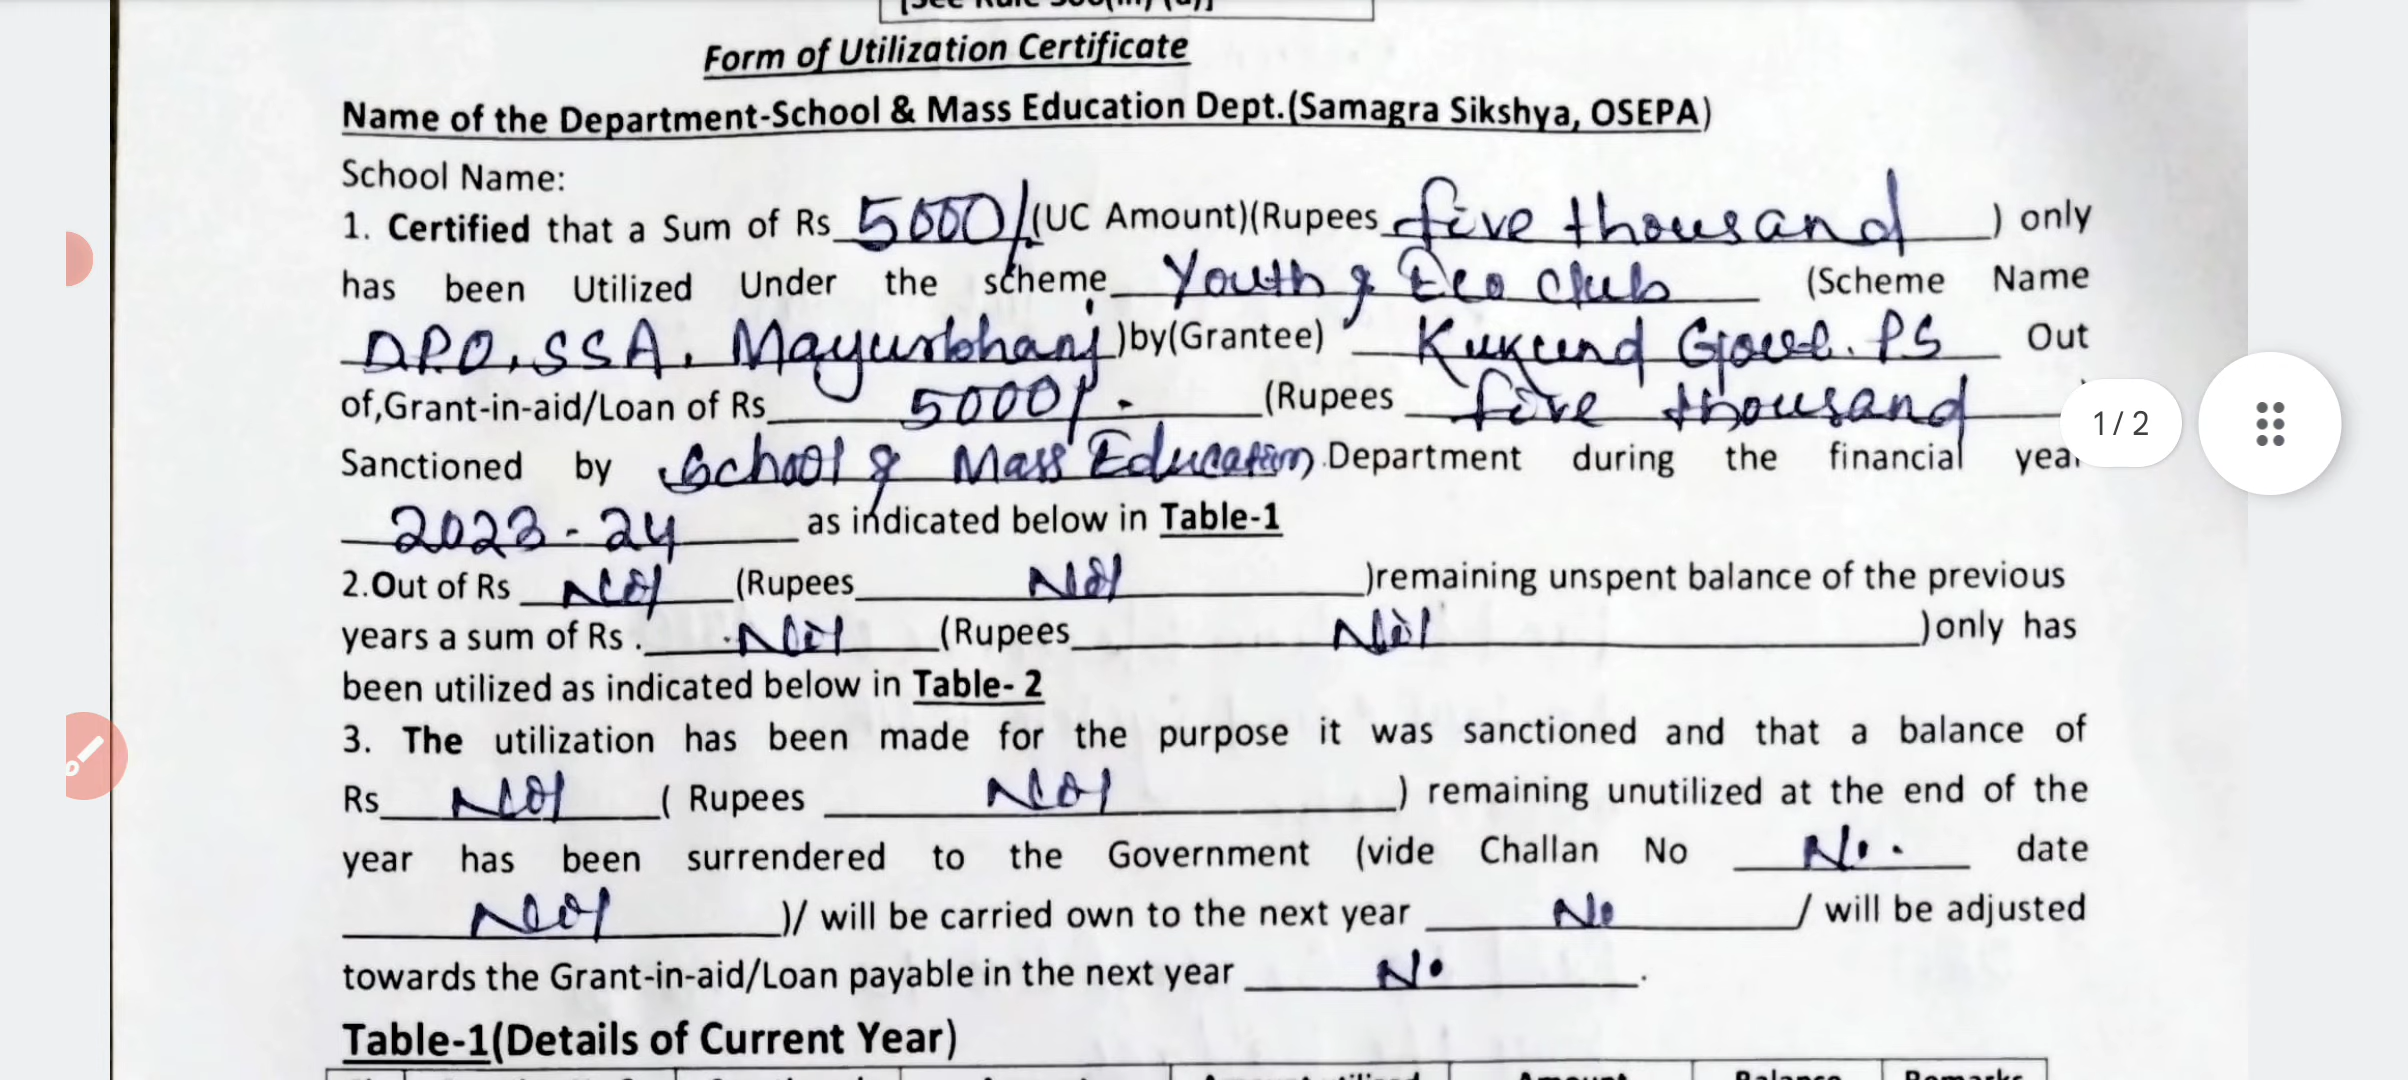 Form of Utilization Certificate
Name of the Department-School & Mass Education Dept.(Samagra Sikshya, OSEPA)
School Name:
1. Certified that a Sum of Rs 5000/- (UC Amount)(Rupees five thousand ) only
has been Utilized Under the scheme Youth & Eco Club (Scheme Name
DPO, SSA, Mayurbhanj )by(Grantee) Kukund Govt. PS Out
of,Grant-in-aid/Loan of Rs 5000/- (Rupees five thousand
Sanctioned by School & Mass Education Department during the financial year
2023-24 as indicated below in Table-1
2.Out of Rs Nil (Rupees Nil )remaining unspent balance of the previous
years a sum of Rs . Nil (Rupees Nil )only has
been utilized as indicated below in Table- 2
3. The utilization has been made for the purpose it was sanctioned and that a balance of
Rs Nil ( Rupees Nil ) remaining unutilized at the end of the
year has been surrendered to the Government (vide Challan No No. date
Nil )/ will be carried own to the next year No / will be adjusted
towards the Grant-in-aid/Loan payable in the next year No .
Table-1(Details of Current Year)
Balance Remarks
1/2